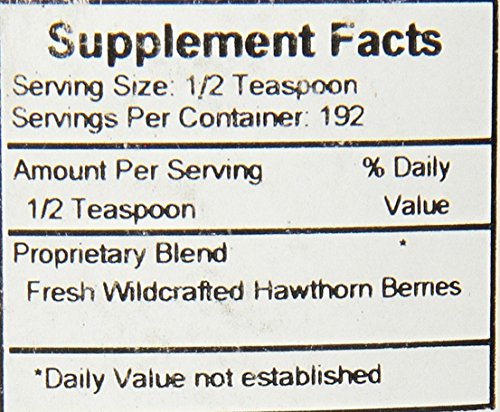 Supplement Facts
Serving Size: 1/2 Teaspoon
Servings Per Container: 192
Amount Per Serving % Daily
1/2 Teaspoon Value
Proprietary Blend *
Fresh Wildcrafted Hawthorn Berries
*Daily Value not established